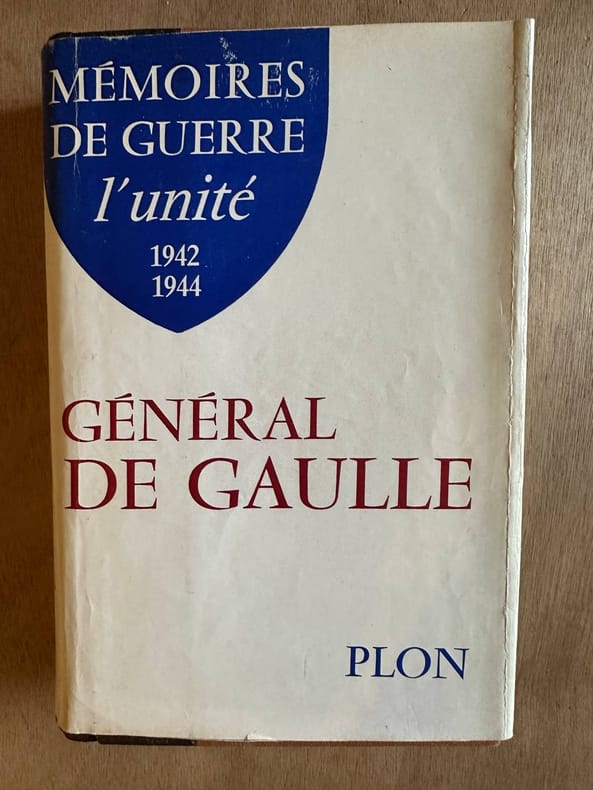 MÉMOIRES
DE GUERRE
l'unité
1942
1944
GÉNÉRAL
DE GAULLE
PLON